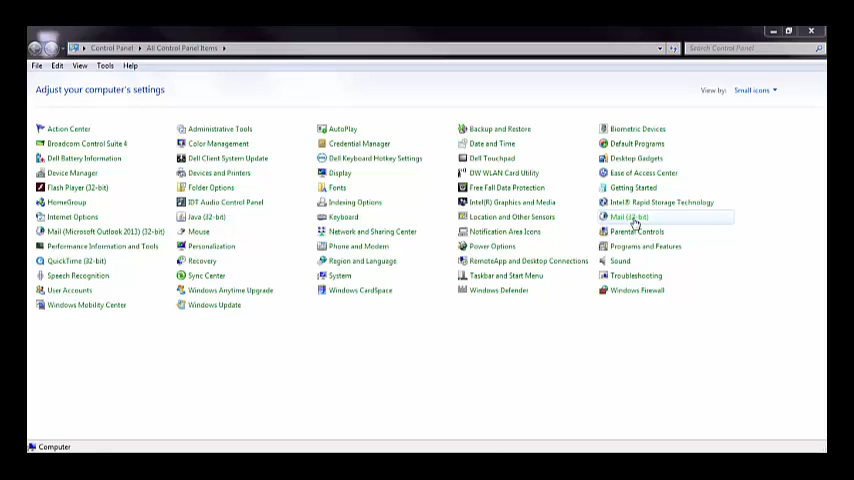 Control Panel ▸ All Control Panel Items ▸ Search Control Panel
File Edit View Tools Help
Adjust your computer's settings View by: Small icons
Action Center Administrative Tools AutoPlay Backup and Restore Biometric Devices
Broadcom Control Suite 4 Color Management Credential Manager Date and Time Default Programs
Dell Battery Information Dell Client System Update Dell Keyboard Hotkey Settings Dell Touchpad Desktop Gadgets
Device Manager Devices and Printers Display DW WLAN Card Utility Ease of Access Center
Flash Player (32-bit) Folder Options Fonts Free Fall Data Protection Getting Started
HomeGroup IDT Audio Control Panel Indexing Options Intel(R) Graphics and Media Intel® Rapid Storage Technology
Internet Options Java (32-bit) Keyboard Location and Other Sensors Mail (32-bit)
Mail (Microsoft Outlook 2013) (32-bit) Mouse Network and Sharing Center Notification Area Icons Parental Controls
Performance Information and Tools Personalization Phone and Modem Power Options Programs and Features
QuickTime (32-bit) Recovery Region and Language RemoteApp and Desktop Connections Sound
Speech Recognition Sync Center System Taskbar and Start Menu Troubleshooting
User Accounts Windows Anytime Upgrade Windows CardSpace Windows Defender Windows Firewall
Windows Mobility Center Windows Update
Computer